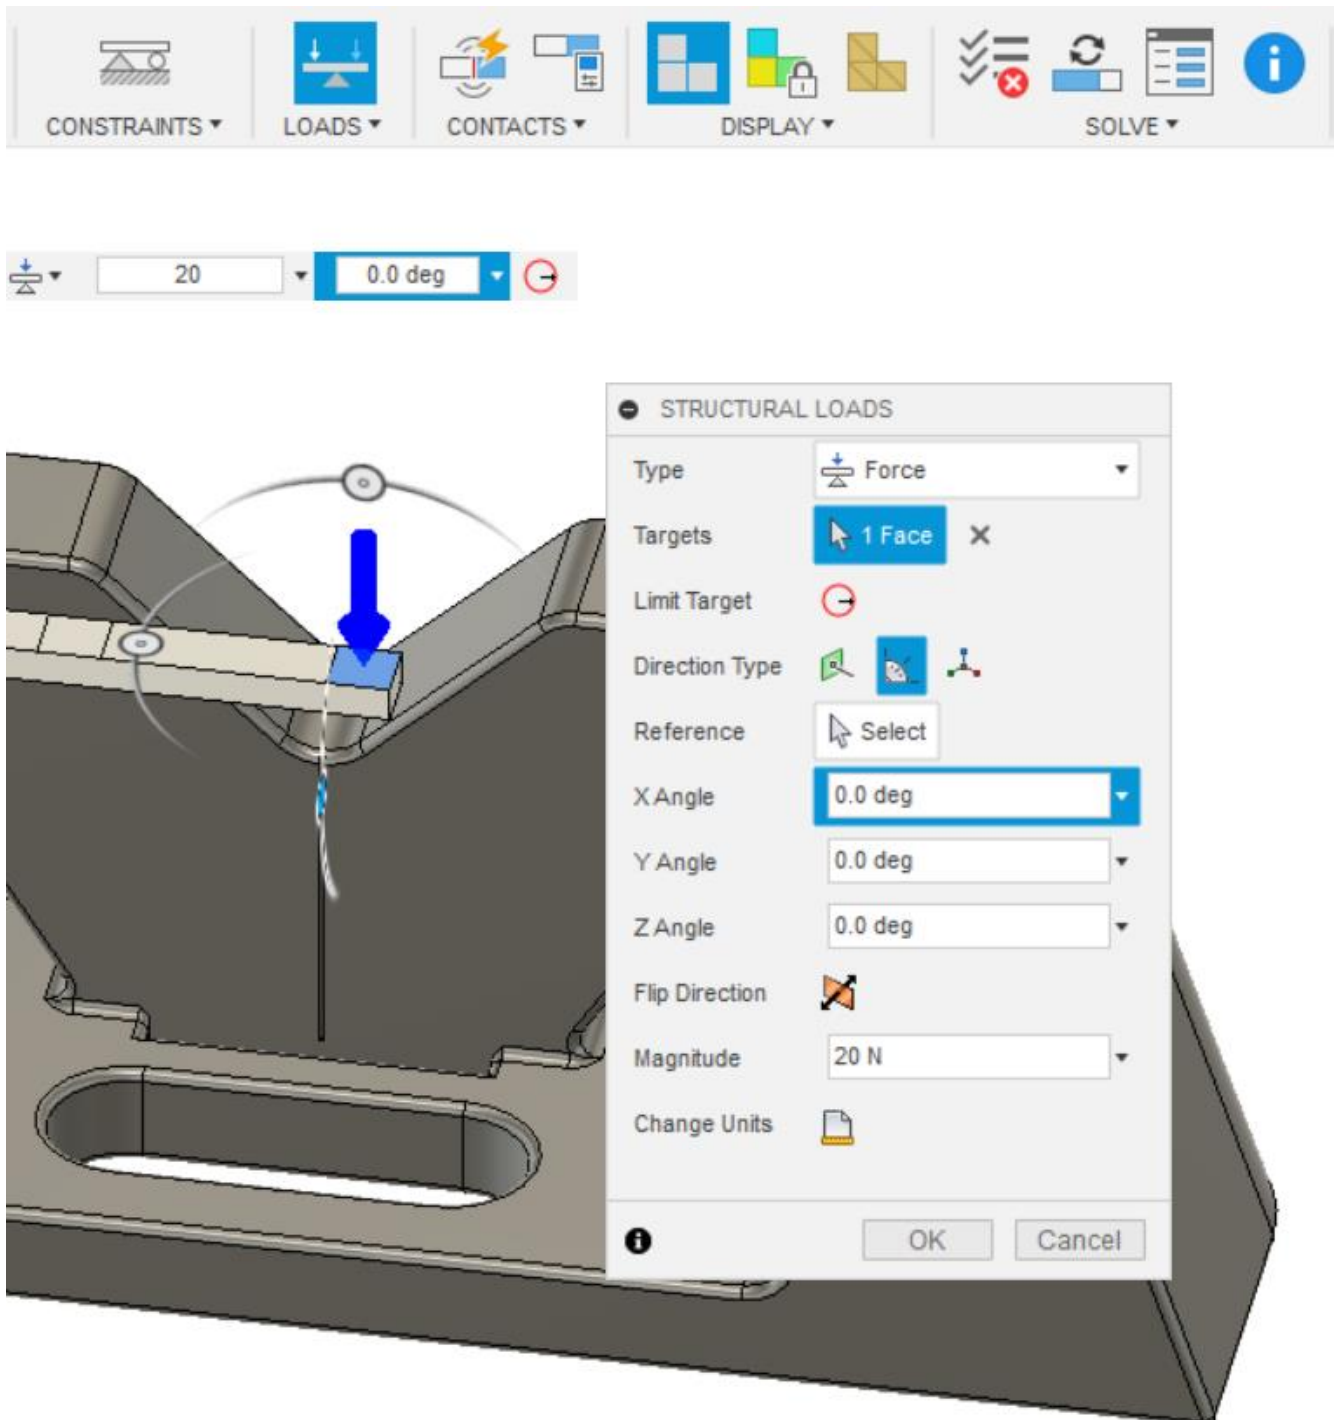 CONSTRAINTS LOADS CONTACTS DISPLAY SOLVE
20 0.0 deg
STRUCTURAL LOADS
Type Force
Targets 1 Face
Limit Target
Direction Type
Reference Select
X Angle 0.0 deg
Y Angle 0.0 deg
Z Angle 0.0 deg
Flip Direction
Magnitude 20 N
Change Units
OK Cancel